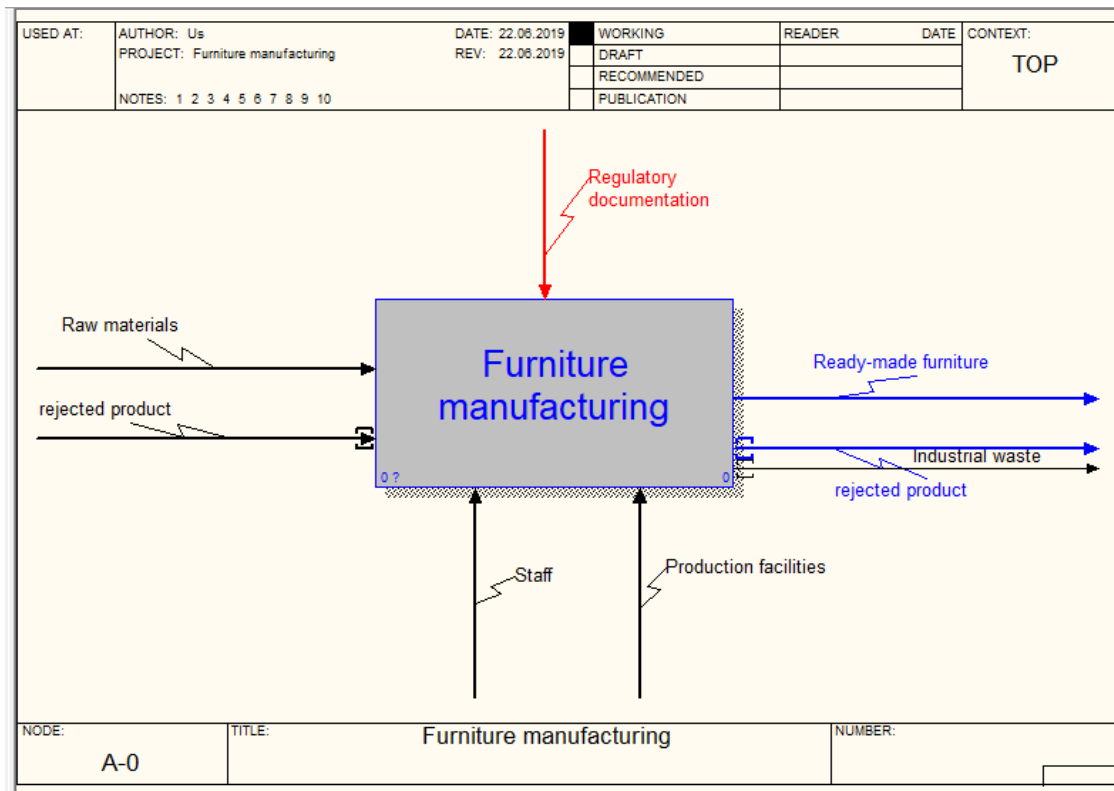 USED AT:
AUTHOR: Us
DATE: 22.06.2019
PROJECT: Furniture manufacturing
REV: 22.06.2019
NOTES: 1 2 3 4 5 6 7 8 9 10
WORKING
DRAFT
RECOMMENDED
PUBLICATION
READER DATE
CONTEXT:
TOP
Regulatory
documentation
Raw materials
rejected product
Furniture
manufacturing
0 ?
0
Ready-made furniture
Industrial waste
rejected product
Staff
Production facilities
NODE:
A-0
TITLE:
Furniture manufacturing
NUMBER: